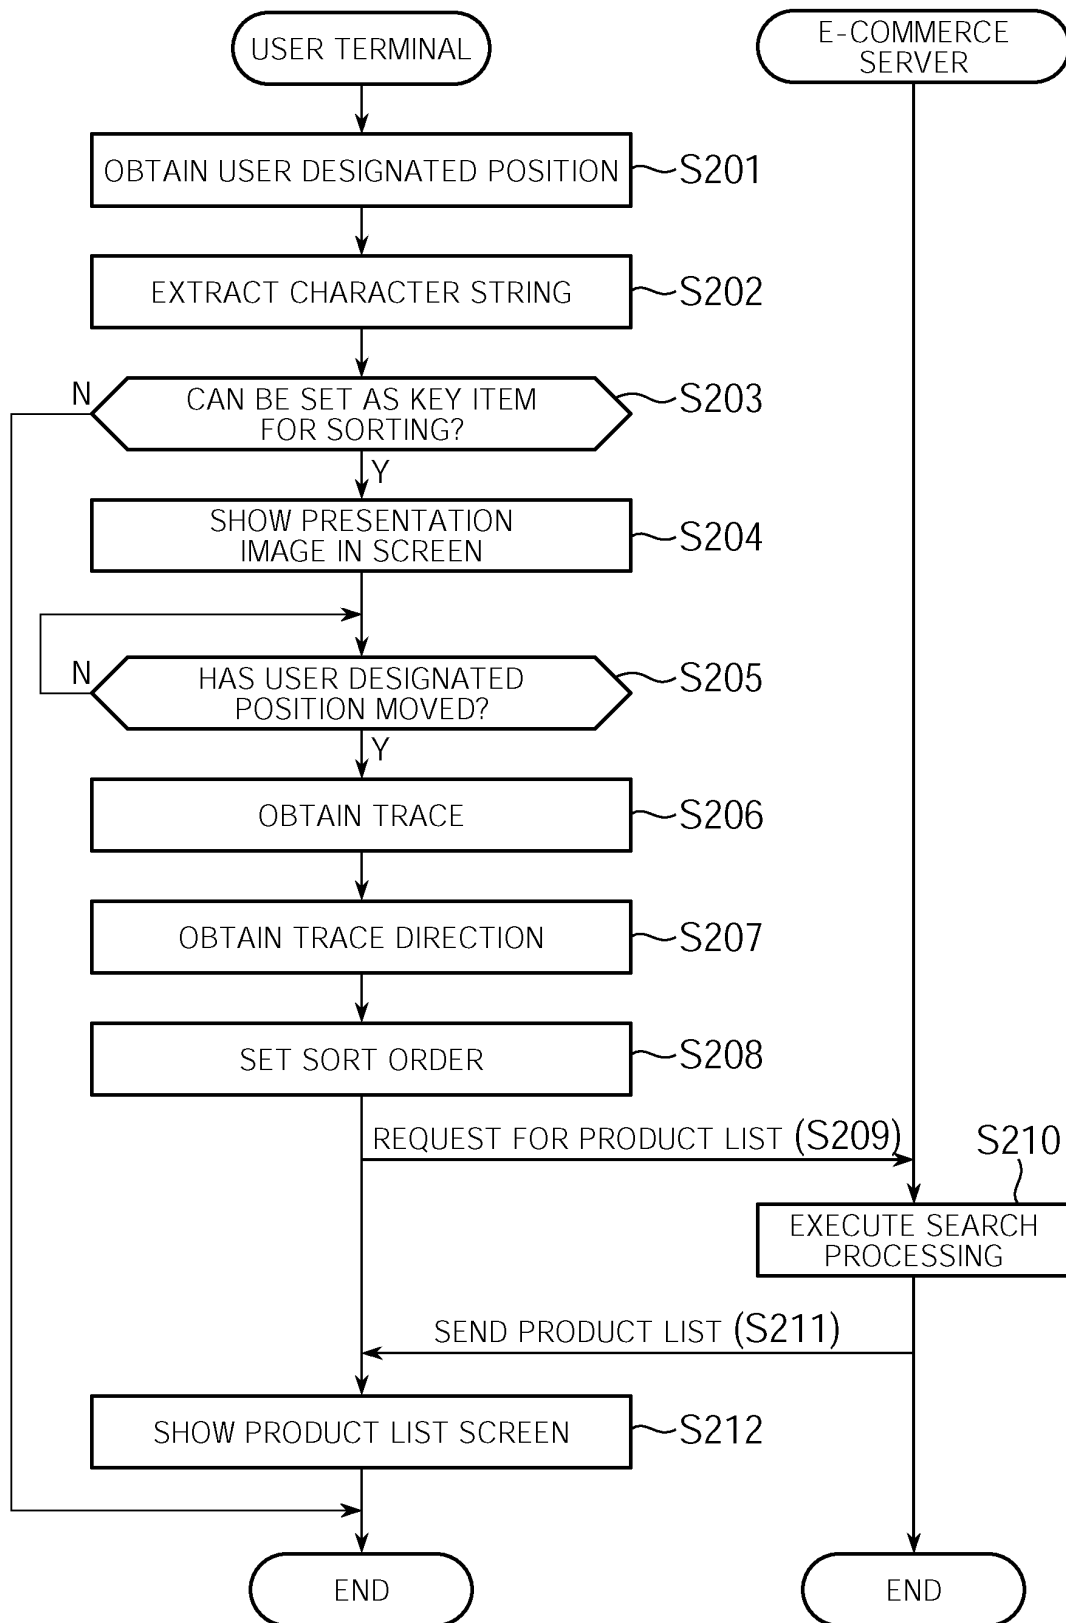 USER TERMINAL
E-COMMERCE
SERVER
OBTAIN USER DESIGNATED POSITION
S201
EXTRACT CHARACTER STRING
S202
N
CAN BE SET AS KEY ITEM
FOR SORTING?
S203
Y
SHOW PRESENTATION
IMAGE IN SCREEN
S204
N
HAS USER DESIGNATED
POSITION MOVED?
S205
Y
OBTAIN TRACE
S206
OBTAIN TRACE DIRECTION
S207
SET SORT ORDER
S208
REQUEST FOR PRODUCT LIST (S209)
S210
EXECUTE SEARCH
PROCESSING
SEND PRODUCT LIST (S211)
SHOW PRODUCT LIST SCREEN
S212
END
END